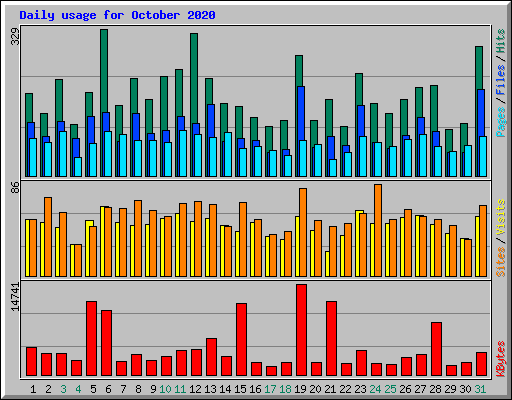 Daily usage for October 2020
329
Pages / Files / Hits
86
Sites / Visits
14741
KBytes
1 2 3 4 5 6 7 8 9 10 11 12 13 14 15 16 17 18 19 20 21 22 23 24 25 26 27 28 29 30 31